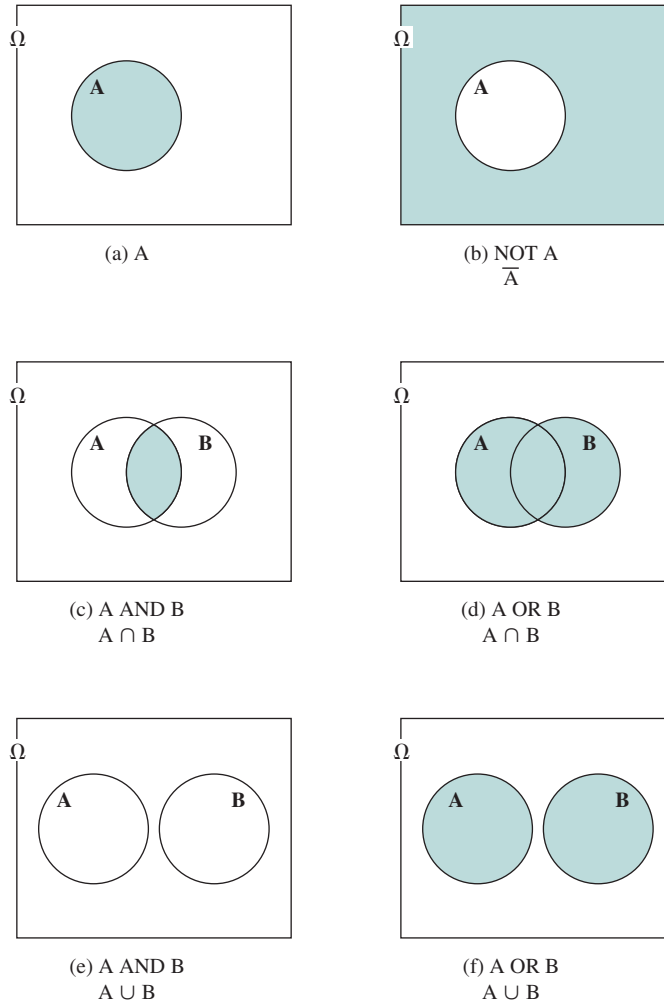 Ω
A
(a) A
Ω
A
(b) NOT A
A̅
Ω
A B
(c) A AND B
A ∩ B
Ω
A B
(d) A OR B
A ∩ B
Ω
A B
(e) A AND B
A ∪ B
Ω
A B
(f) A OR B
A ∪ B